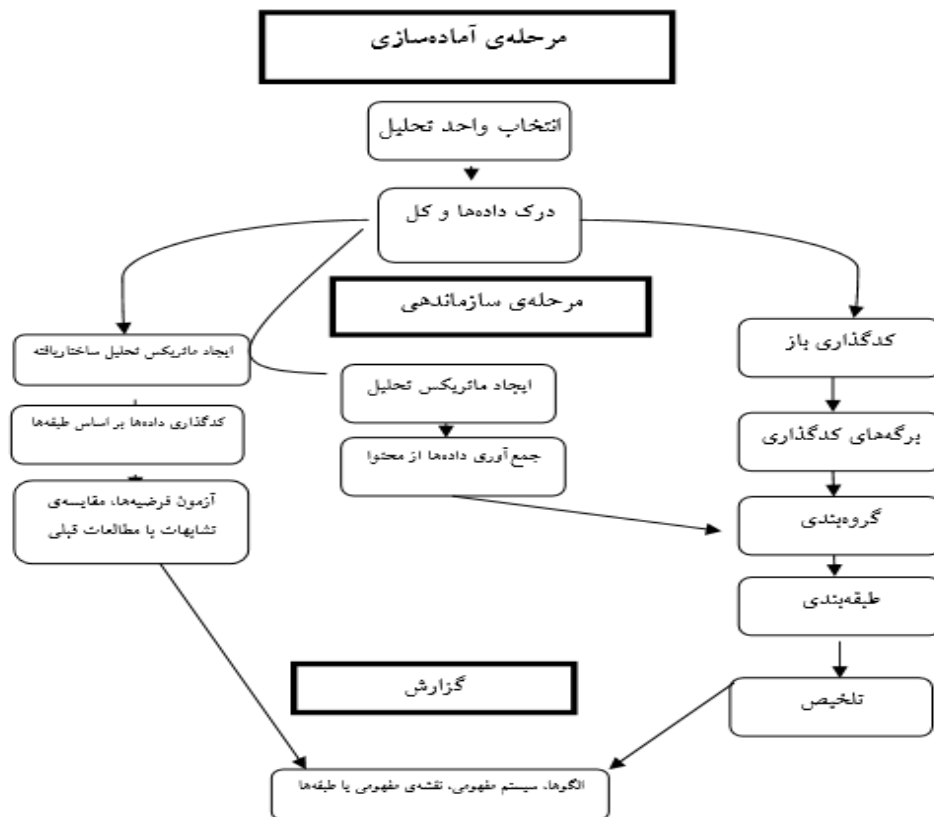 مرحله‌ی آماده‌سازی
انتخاب واحد تحلیل
درک داده‌ها و کل
مرحله‌ی سازماندهی
کدگذاری باز
ایجاد ماتریکس تحلیل ساختاریافته
ایجاد ماتریکس تحلیل
برگه‌های کدگذاری
کدگذاری داده‌ها بر اساس طبقه‌ها
جمع‌آوری داده‌ها از محتوا
آزمون فرضیه‌ها، مقایسه‌ی
تشابهات با مطالعات قبلی
گروه‌بندی
طبقه‌بندی
گزارش
تلخیص
الگوها، سیستم مفهومی، نقشه‌ی مفهومی یا طبقه‌ها